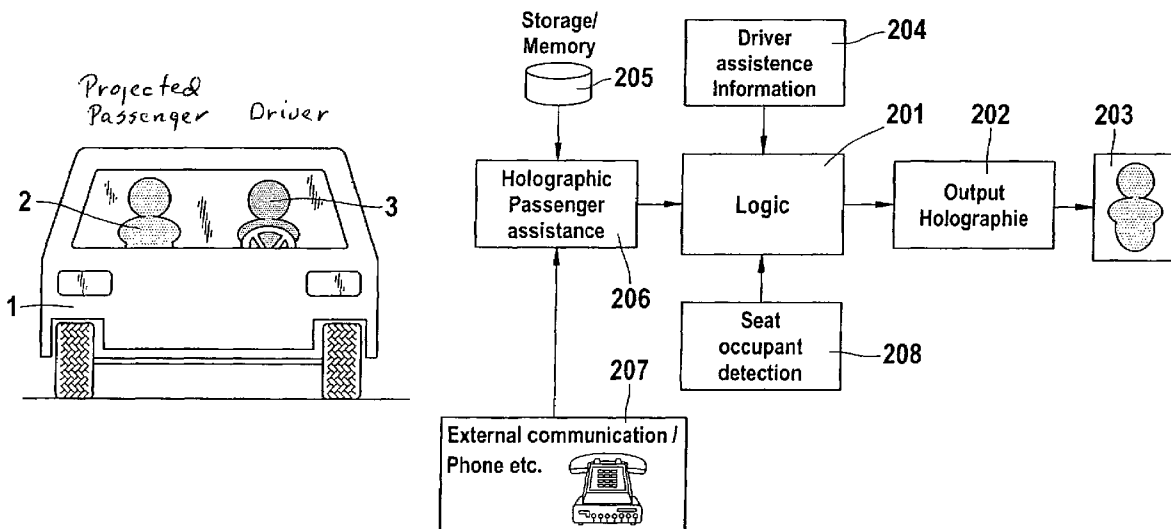 Projected
Passenger
Driver
2
3
1
Storage/
Memory
205
Driver
assistence
Information
204
201
202
203
Holographic
Passenger
assistance
206
Logic
Output
Holographie
Seat
occupant
detection
208
207
External communication /
Phone etc.